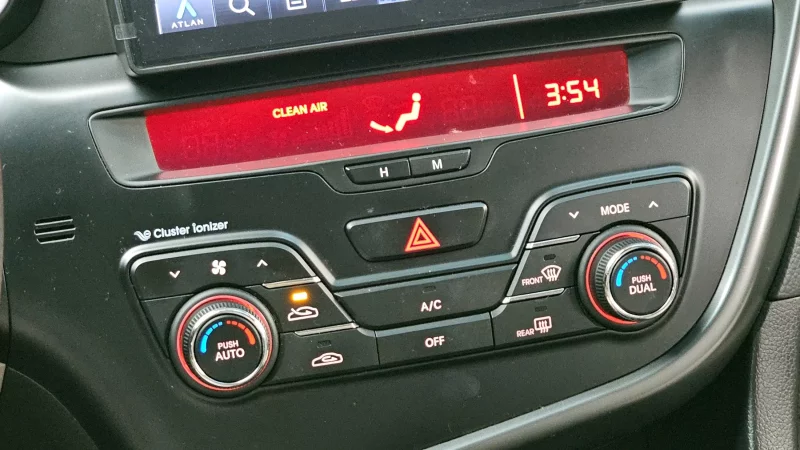 ATLAN
CLEAN AIR
3:54
H M
Cluster ionizer
MODE
PUSH
AUTO
A/C
OFF
FRONT
REAR
PUSH
DUAL